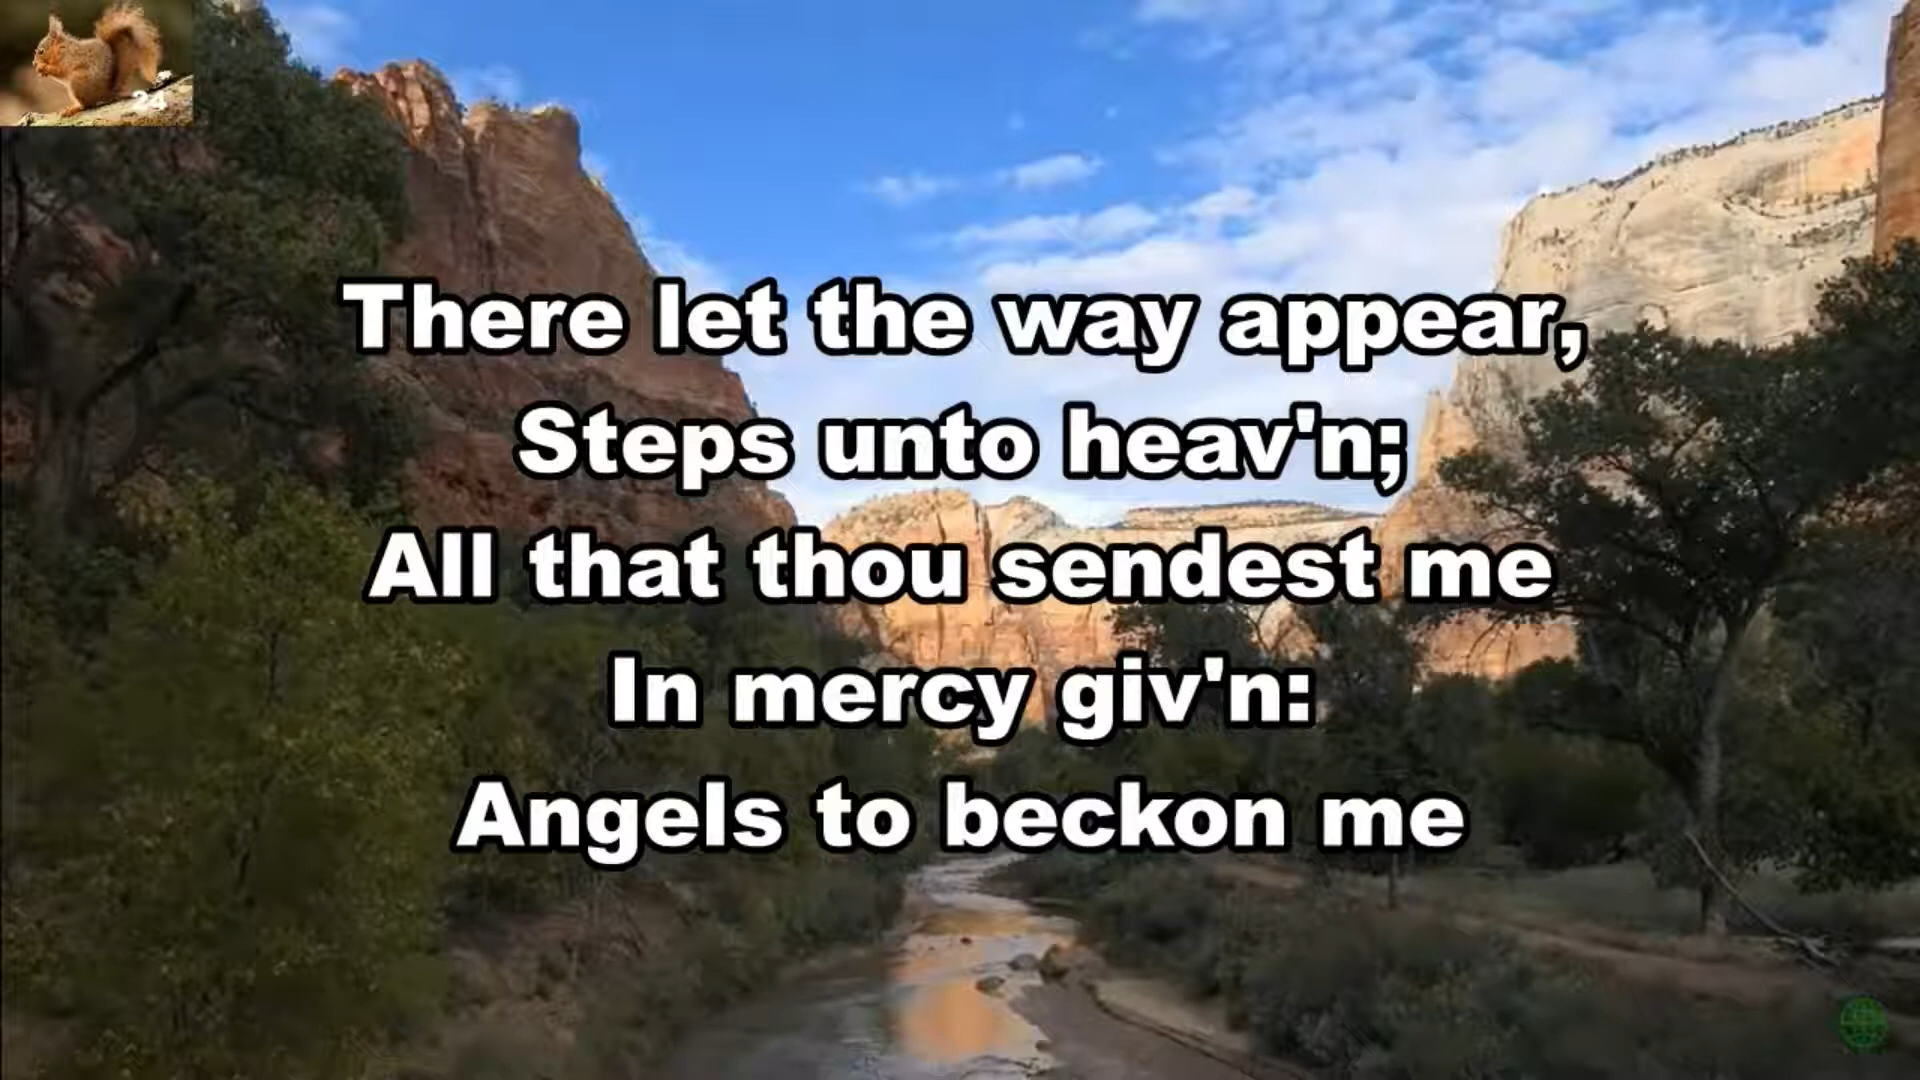 24
There let the way appear,
Steps unto heav'n;
All that thou sendest me
In mercy giv'n:
Angels to beckon me